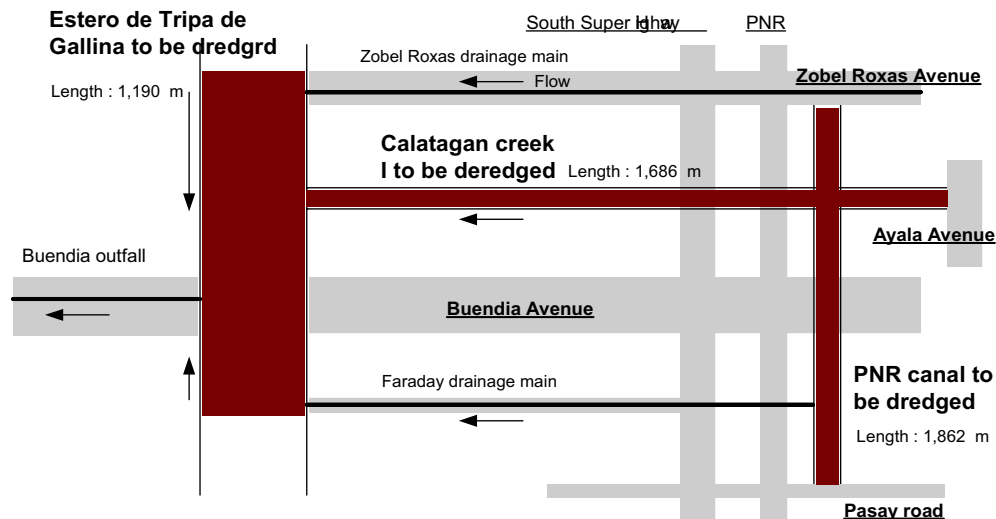 Estero de Tripa de
Gallina to be dredgrd
Length : 1,190 m
South Super Highway
PNR
Zobel Roxas drainage main
Flow
Zobel Roxas Avenue
Calatagan creek
I to be deredged
Length : 1,686 m
Ayala Avenue
Buendia outfall
Buendia Avenue
Faraday drainage main
PNR canal to
be dredged
Length : 1,862 m
Pasay road